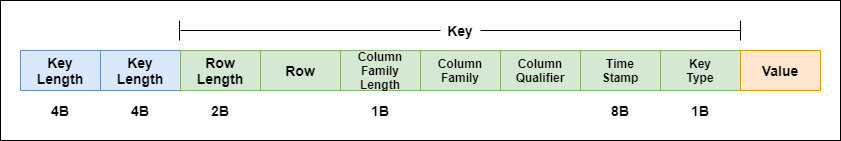 Key
Key Length
Key Length
Row Length
Row
Column Family Length
Column Family
Column Qualifier
Time Stamp
Key Type
Value
4B
4B
2B
1B
8B
1B